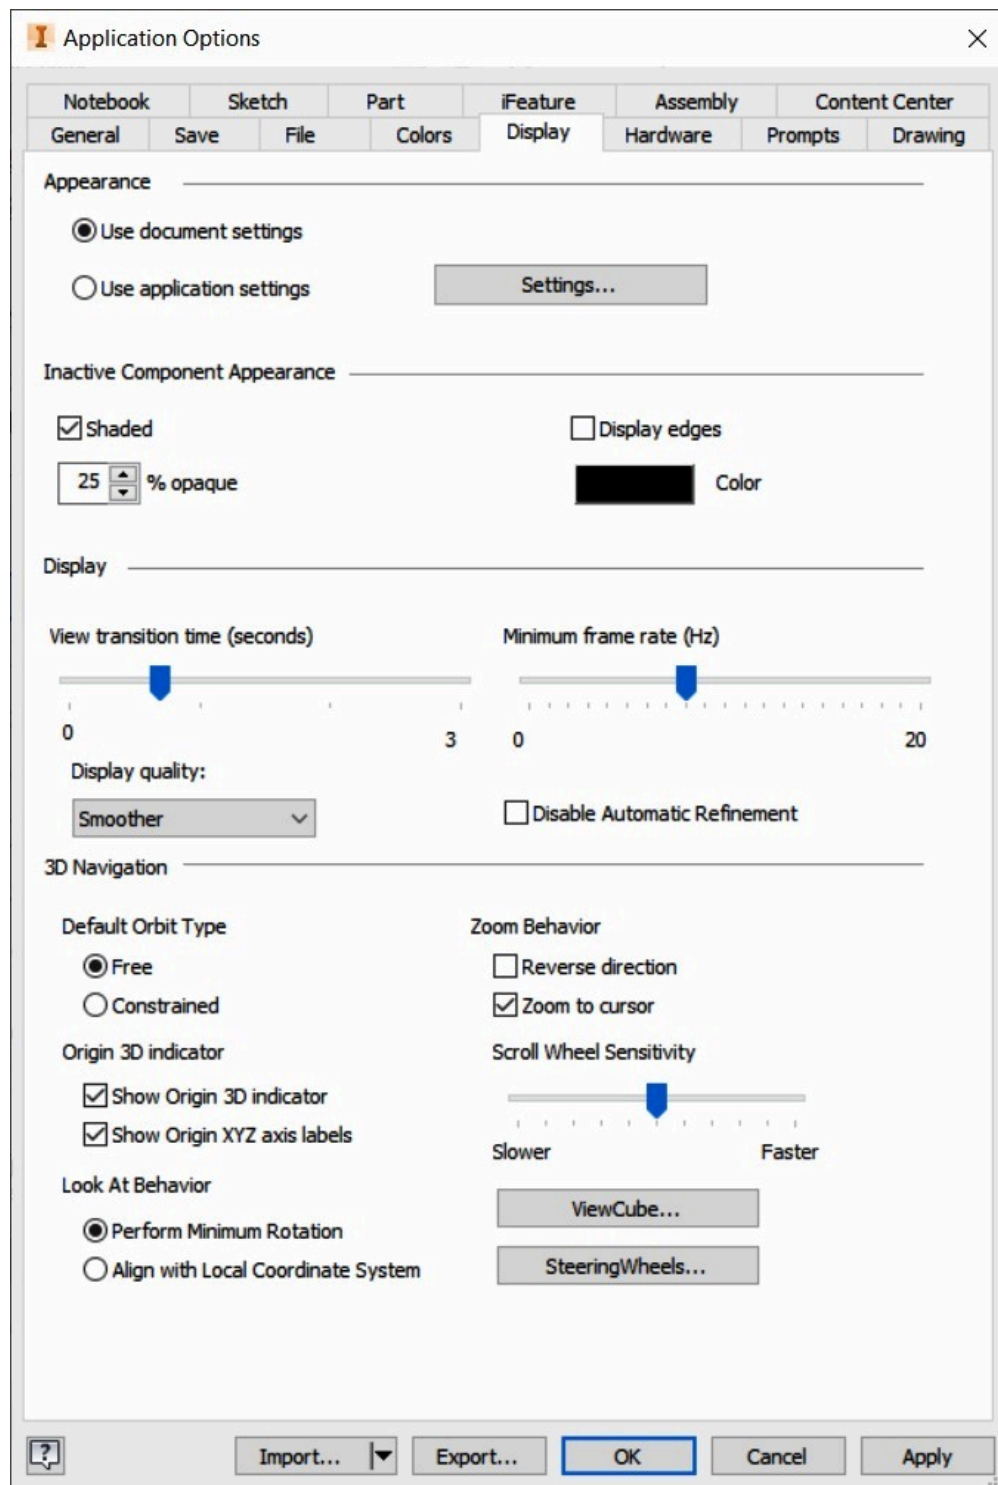 Application Options
Notebook Sketch Part iFeature Assembly Content Center
General Save File Colors Display Hardware Prompts Drawing
Appearance
Use document settings
Use application settings Settings...
Inactive Component Appearance
Shaded Display edges
25 % opaque Color
Display
View transition time (seconds) Minimum frame rate (Hz)
0 3 0 20
Display quality:
Smoother Disable Automatic Refinement
3D Navigation
Default Orbit Type Zoom Behavior
Free Reverse direction
Constrained Zoom to cursor
Origin 3D indicator Scroll Wheel Sensitivity
Show Origin 3D indicator
Show Origin XYZ axis labels Slower Faster
Look At Behavior
Perform Minimum Rotation ViewCube...
Align with Local Coordinate System SteeringWheels...
? Import... Export... OK Cancel Apply